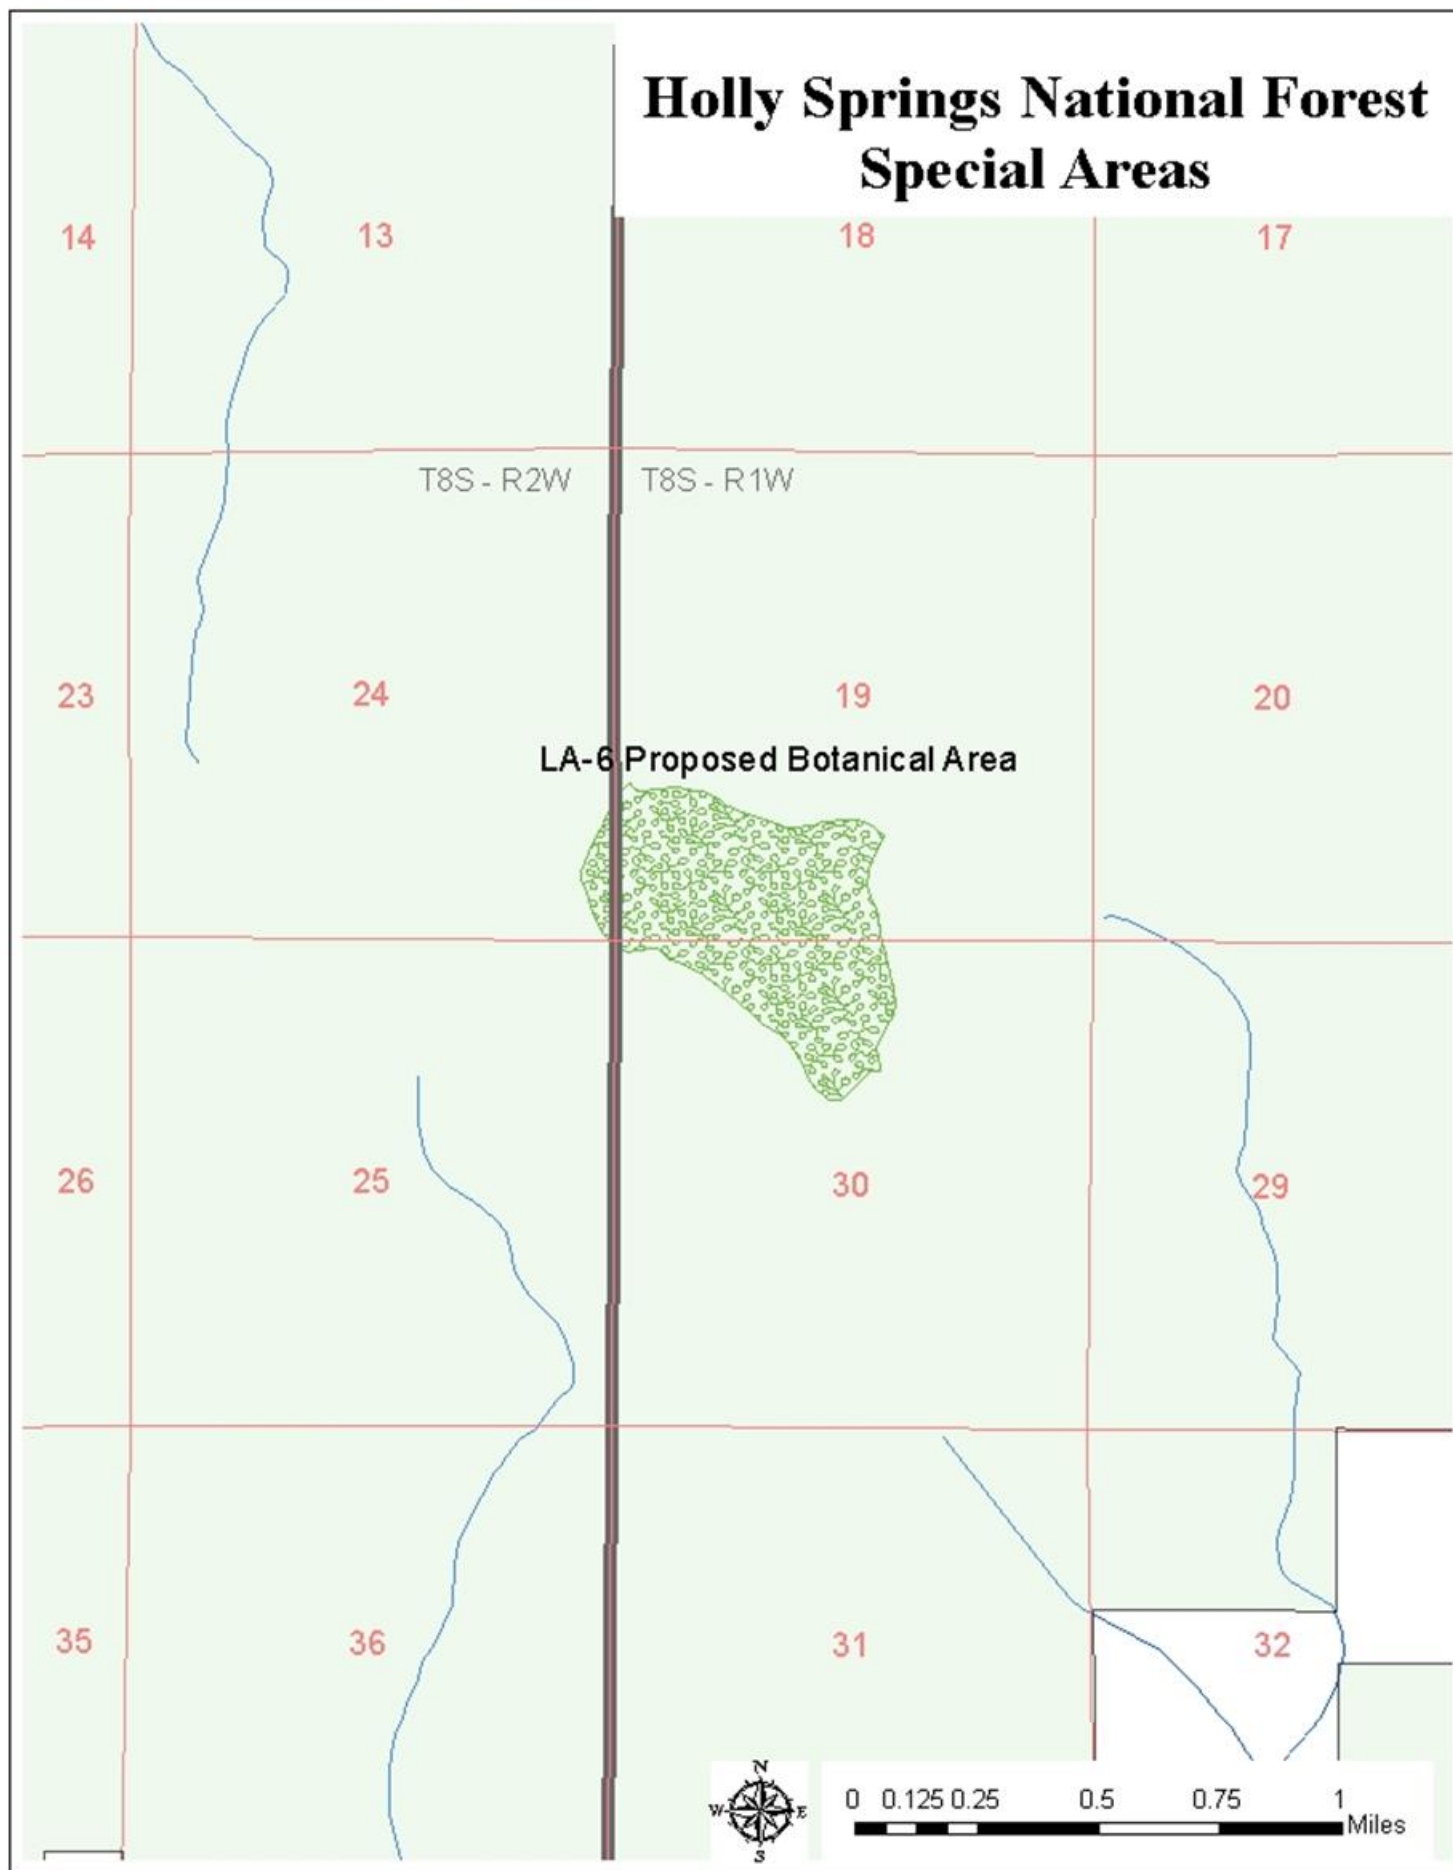 Holly Springs National Forest
Special Areas
14 13 18 17
T8S - R2W T8S - R1W
23 24 19 20
LA-6 Proposed Botanical Area
26 25 30 29
35 36 31 32
N
W E
S
0 0.125 0.25 0.5 0.75 1
Miles